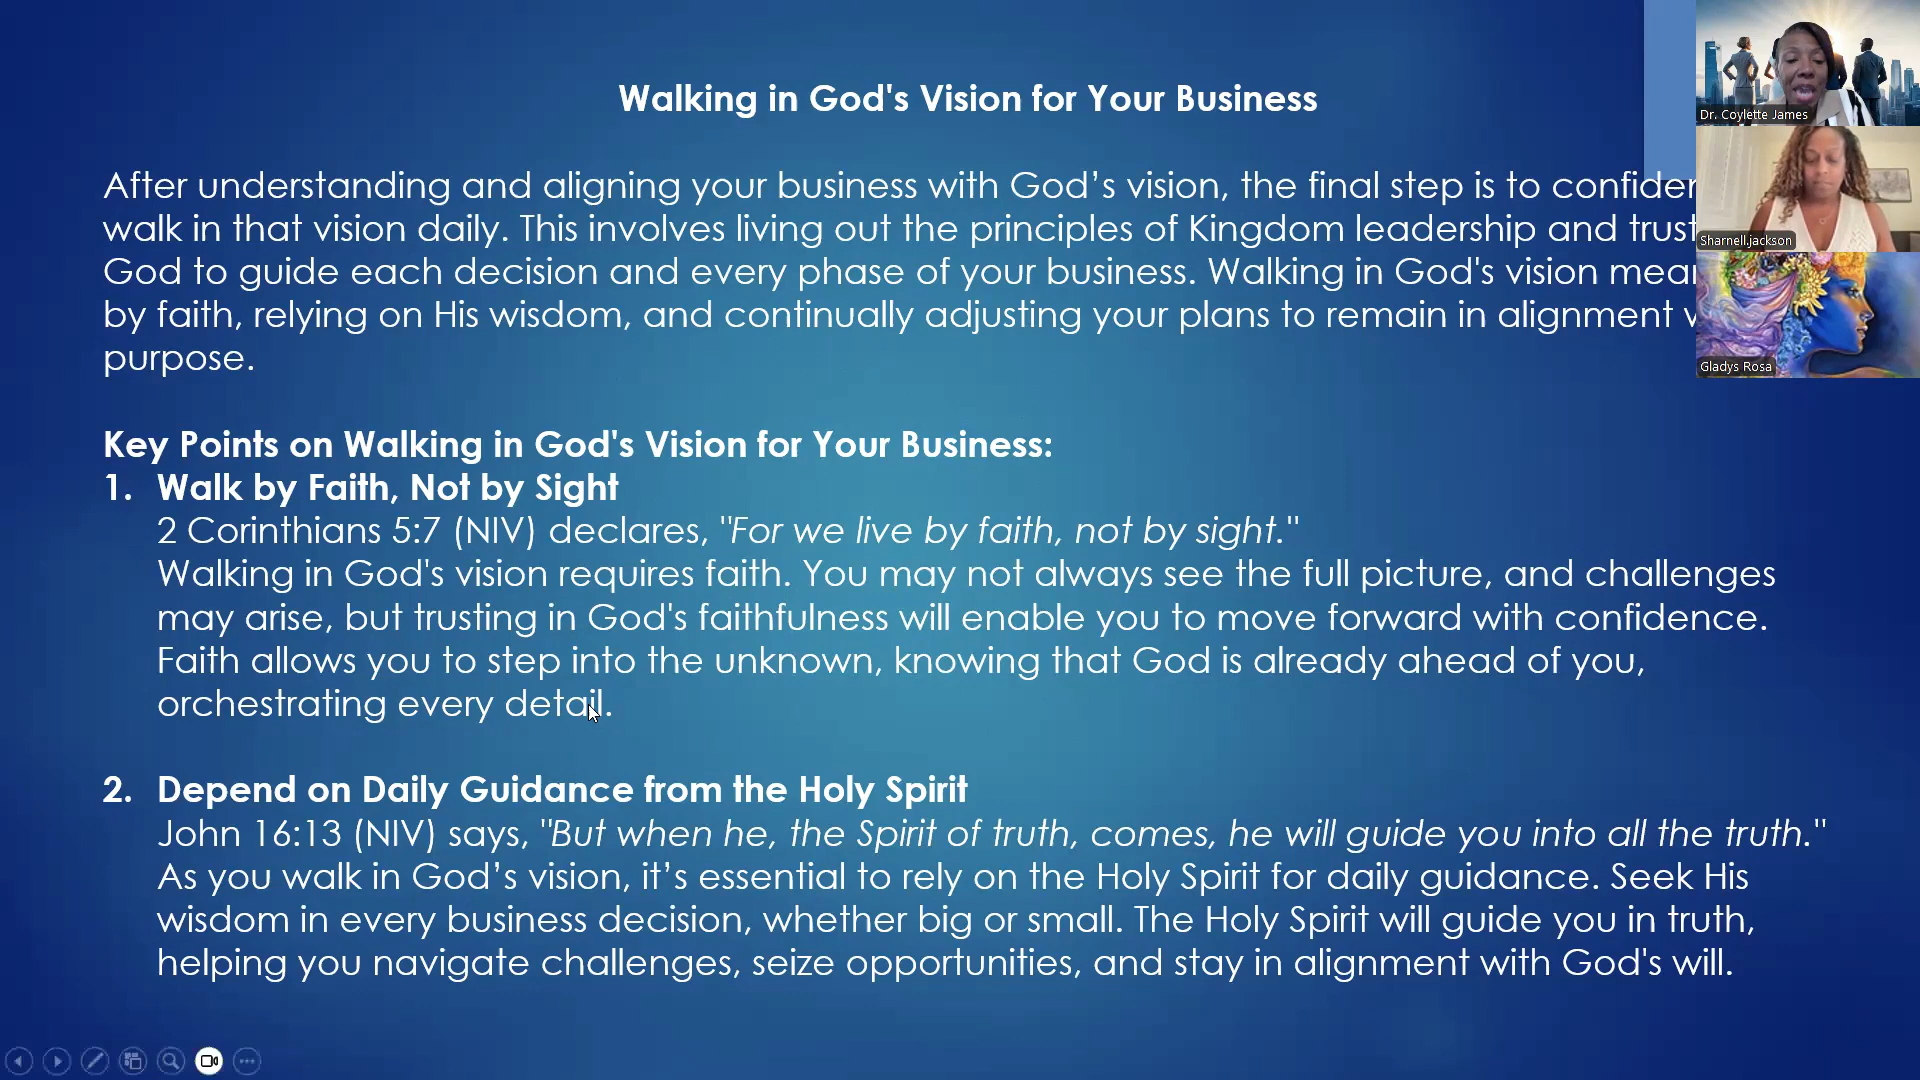 Walking in God's Vision for Your Business
After understanding and aligning your business with God’s vision, the final step is to
walk in that vision daily. This involves living out the principles of Kingdom leadership and
God to guide each decision and every phase of your business. Walking in God's vision
by faith, relying on His wisdom, and continually adjusting your plans to remain in alignment
purpose.
Key Points on Walking in God's Vision for Your Business:
1. Walk by Faith, Not by Sight
2 Corinthians 5:7 (NIV) declares, "For we live by faith, not by sight."
Walking in God's vision requires faith. You may not always see the full picture, and challenges
may arise, but trusting in God's faithfulness will enable you to move forward with confidence.
Faith allows you to step into the unknown, knowing that God is already ahead of you,
orchestrating every detail.
2. Depend on Daily Guidance from the Holy Spirit
John 16:13 (NIV) says, "But when he, the Spirit of truth, comes, he will guide you into all the truth."
As you walk in God’s vision, it’s essential to rely on the Holy Spirit for daily guidance. Seek His
wisdom in every business decision, whether big or small. The Holy Spirit will guide you in truth,
helping you navigate challenges, seize opportunities, and stay in alignment with God's will.
Dr. Coylette James
Sharnell.jackson
Gladys Rosa